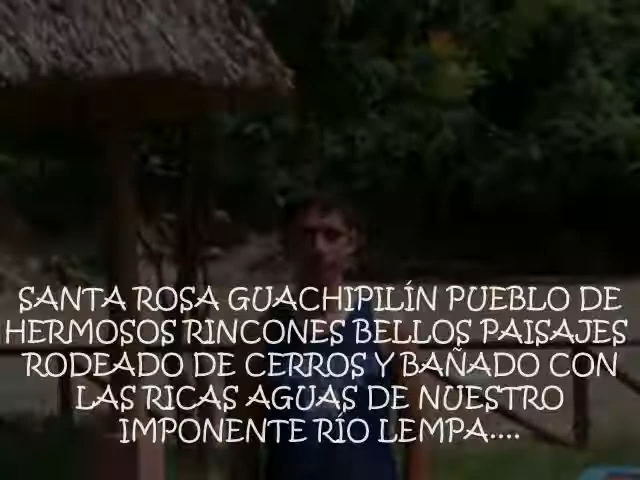 SANTA ROSA GUACHIPILÍN PUEBLO DE
HERMOSOS RINCONES BELLOS PAISAJES
RODEADO DE CERROS Y BAÑADO CON
LAS RICAS AGUAS DE NUESTRO
IMPONENTE RÍO LEMPA....